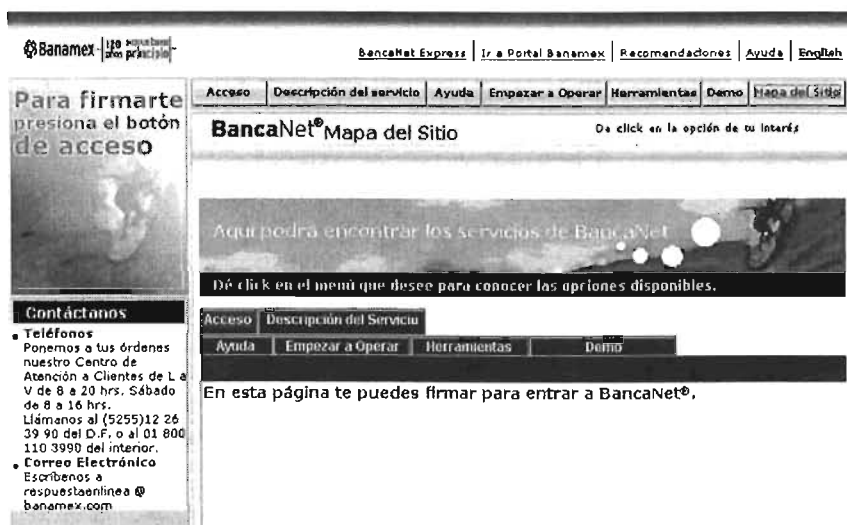 Banamex
BancaNet Express | Ir a Portal Banamex | Recomendaciones | Ayuda | English
Acceso | Descripción del servicio | Ayuda | Empezar a Operar | Herramientas | Demo | Mapa del Sitio
Para firmarte
presiona el botón
de acceso
BancaNet® Mapa del Sitio
De click en la opción de tu interés
Aquí podrá encontrar los servicios de BancaNet
Dé click en el menú que desee para conocer las opciones disponibles.
Acceso | Descripción del Servicio
Ayuda | Empezar a Operar | Herramientas | Demo
En esta página te puedes firmar para entrar a BancaNet®.
Contáctanos
• Teléfonos
Ponemos a tus órdenes
nuestro Centro de
Atención a Clientes de L a
V de 8 a 20 hrs. Sábado
de 8 a 16 hrs.
Llámanos al (5255)12 26
39 90 del D.F. o al 01 800
110 3990 del interior.
• Correo Electrónico
Escríbenos a
respuestaenlinea @
banamex.com